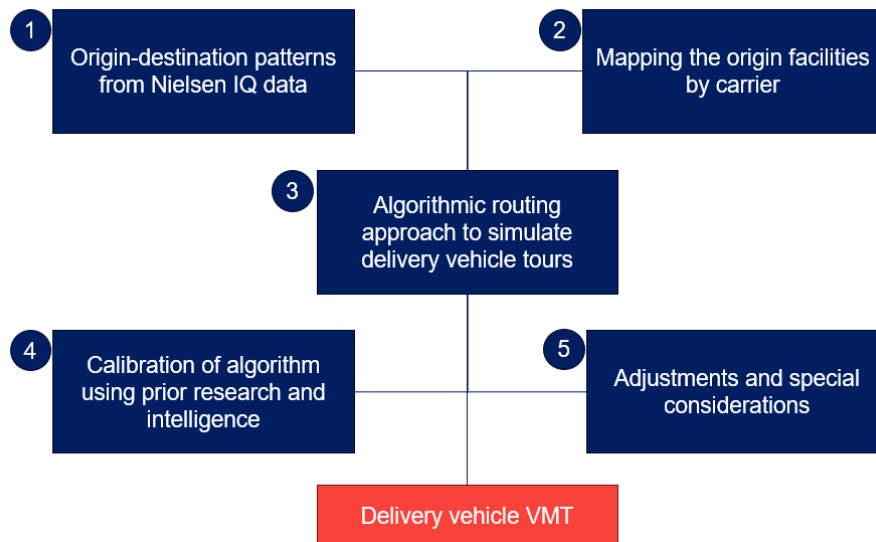 1
Origin-destination patterns
from Nielsen IQ data
2
Mapping the origin facilities
by carrier
3
Algorithmic routing
approach to simulate
delivery vehicle tours
4
Calibration of algorithm
using prior research and
intelligence
5
Adjustments and special
considerations
Delivery vehicle VMT